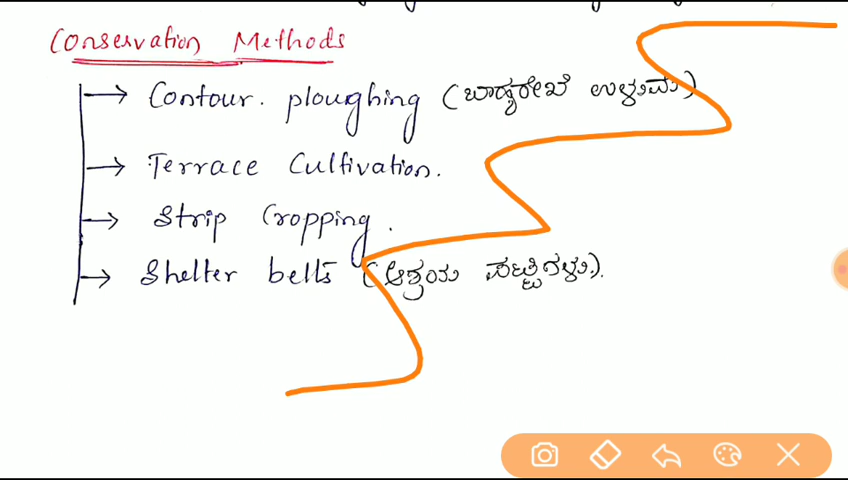 Conservation Methods
Contour. ploughing (ಬಾಹ್ಯರೇಖೆ ಉಳುಮೆ)
Terrace Cultivation.
Strip Cropping.
Shelter belts (ಆಶ್ರಯ ಪಟ್ಟಿಗಳು).